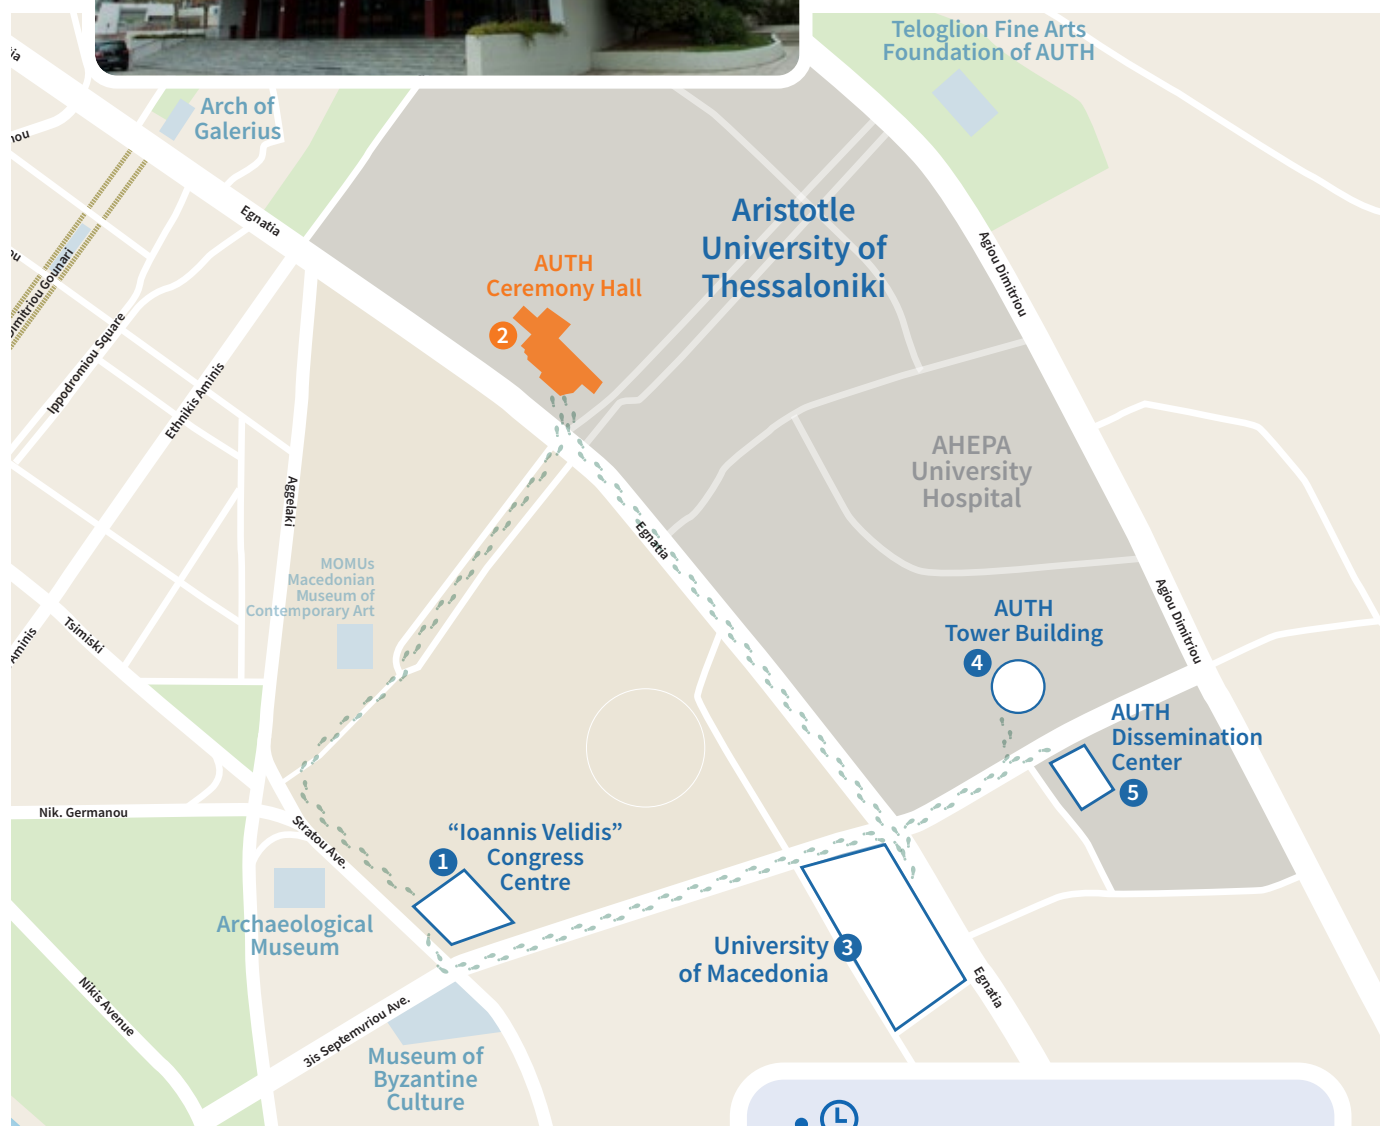 Teloglion Fine Arts
Foundation of AUTH
Arch of
Galerius
Egnatia
Aristotle
University of
Thessaloniki
Agiou Dimitriou
AUTH
Ceremony Hall
2
Dimitriou Gounari
Ippodromiou Square
Ethnikis Aminis
Aggelaki
AHEPA
University
Hospital
Egnatia
MOMUs
Macedonian
Museum of
Contemporary Art
Aminis
Tsimiski
AUTH
Tower Building
4
Agiou Dimitriou
AUTH
Dissemination
Center
5
Nik. Germanou
Stratou Ave.
“Ioannis Velidis”
Congress
Centre
1
Archaeological
Museum
University
of Macedonia
3
Egnatia
Nikis Avenue
3is Septemvriou Ave.
Museum of
Byzantine
Culture